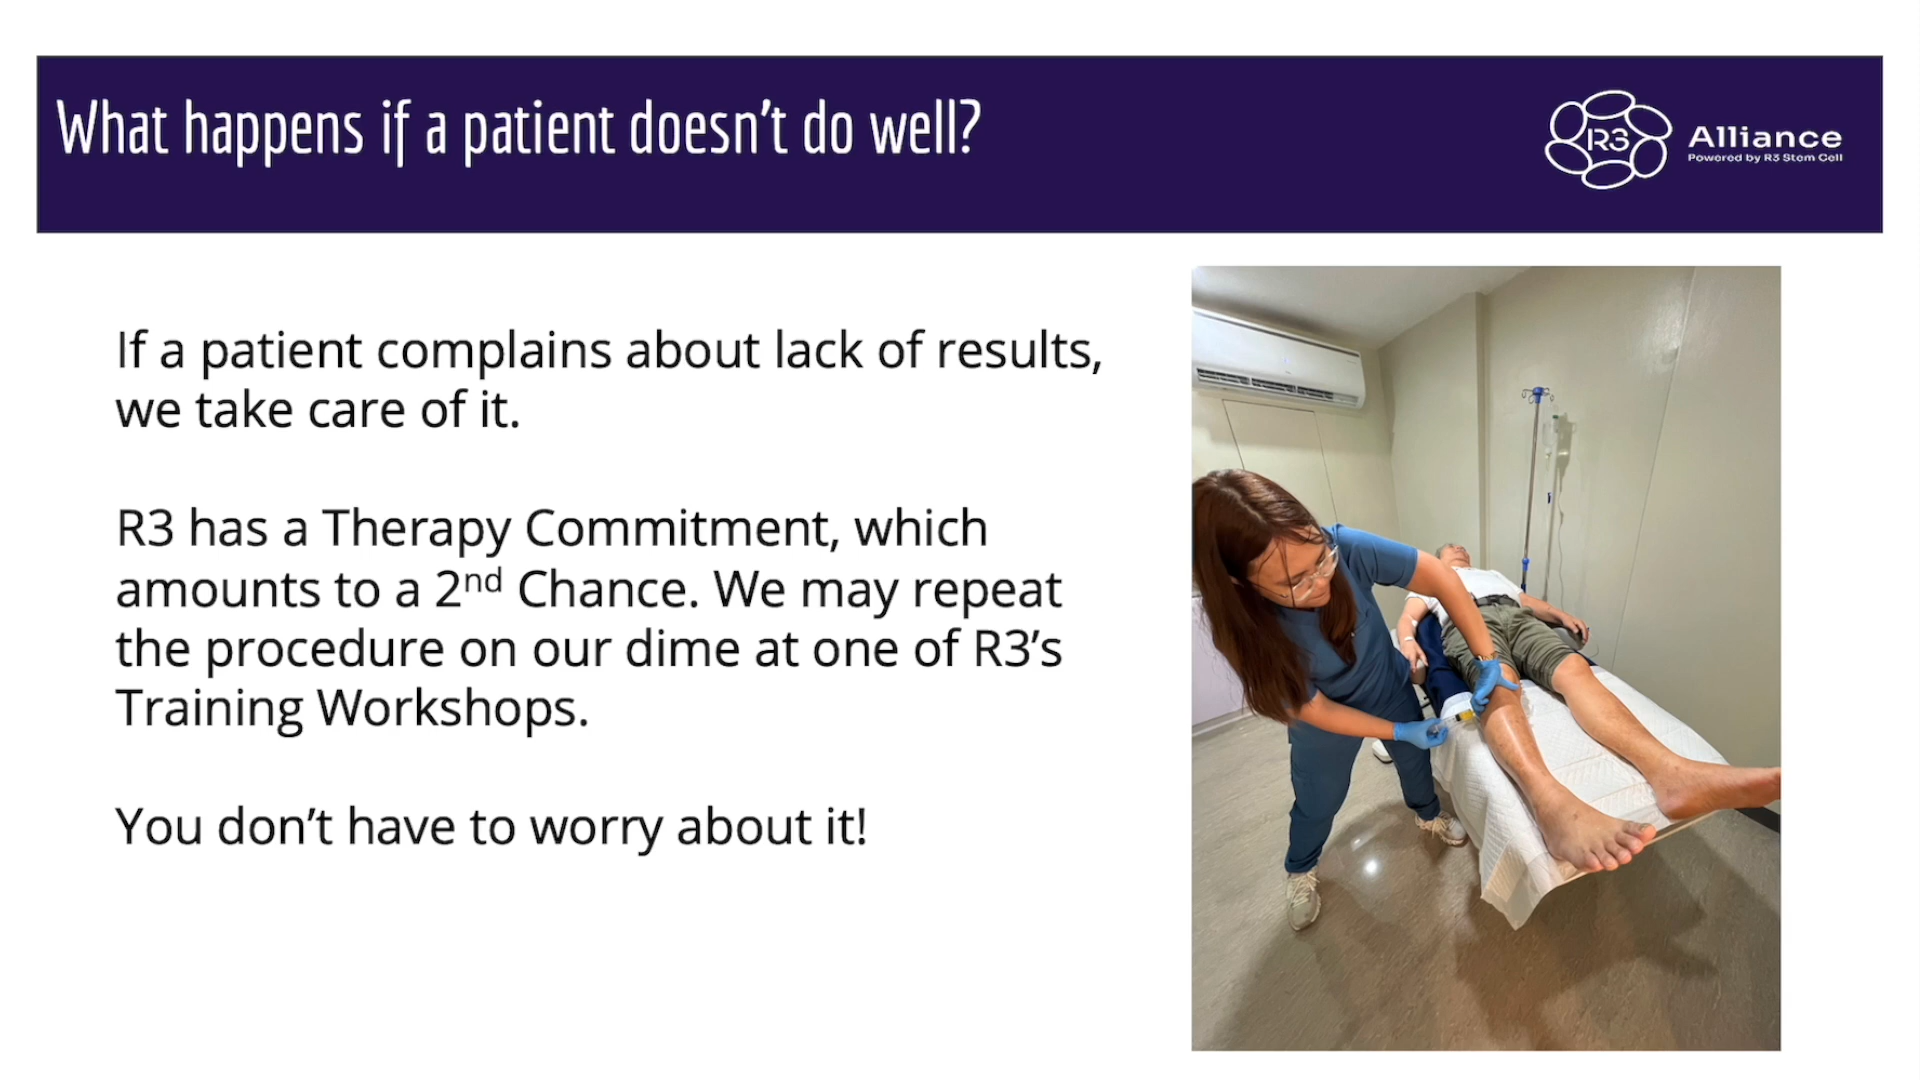 What happens if a patient doesn't do well?
R3
Alliance
Powered by R3 Stem Cell
If a patient complains about lack of results,
we take care of it.
R3 has a Therapy Commitment, which
amounts to a 2nd Chance. We may repeat
the procedure on our dime at one of R3's
Training Workshops.
You don't have to worry about it!